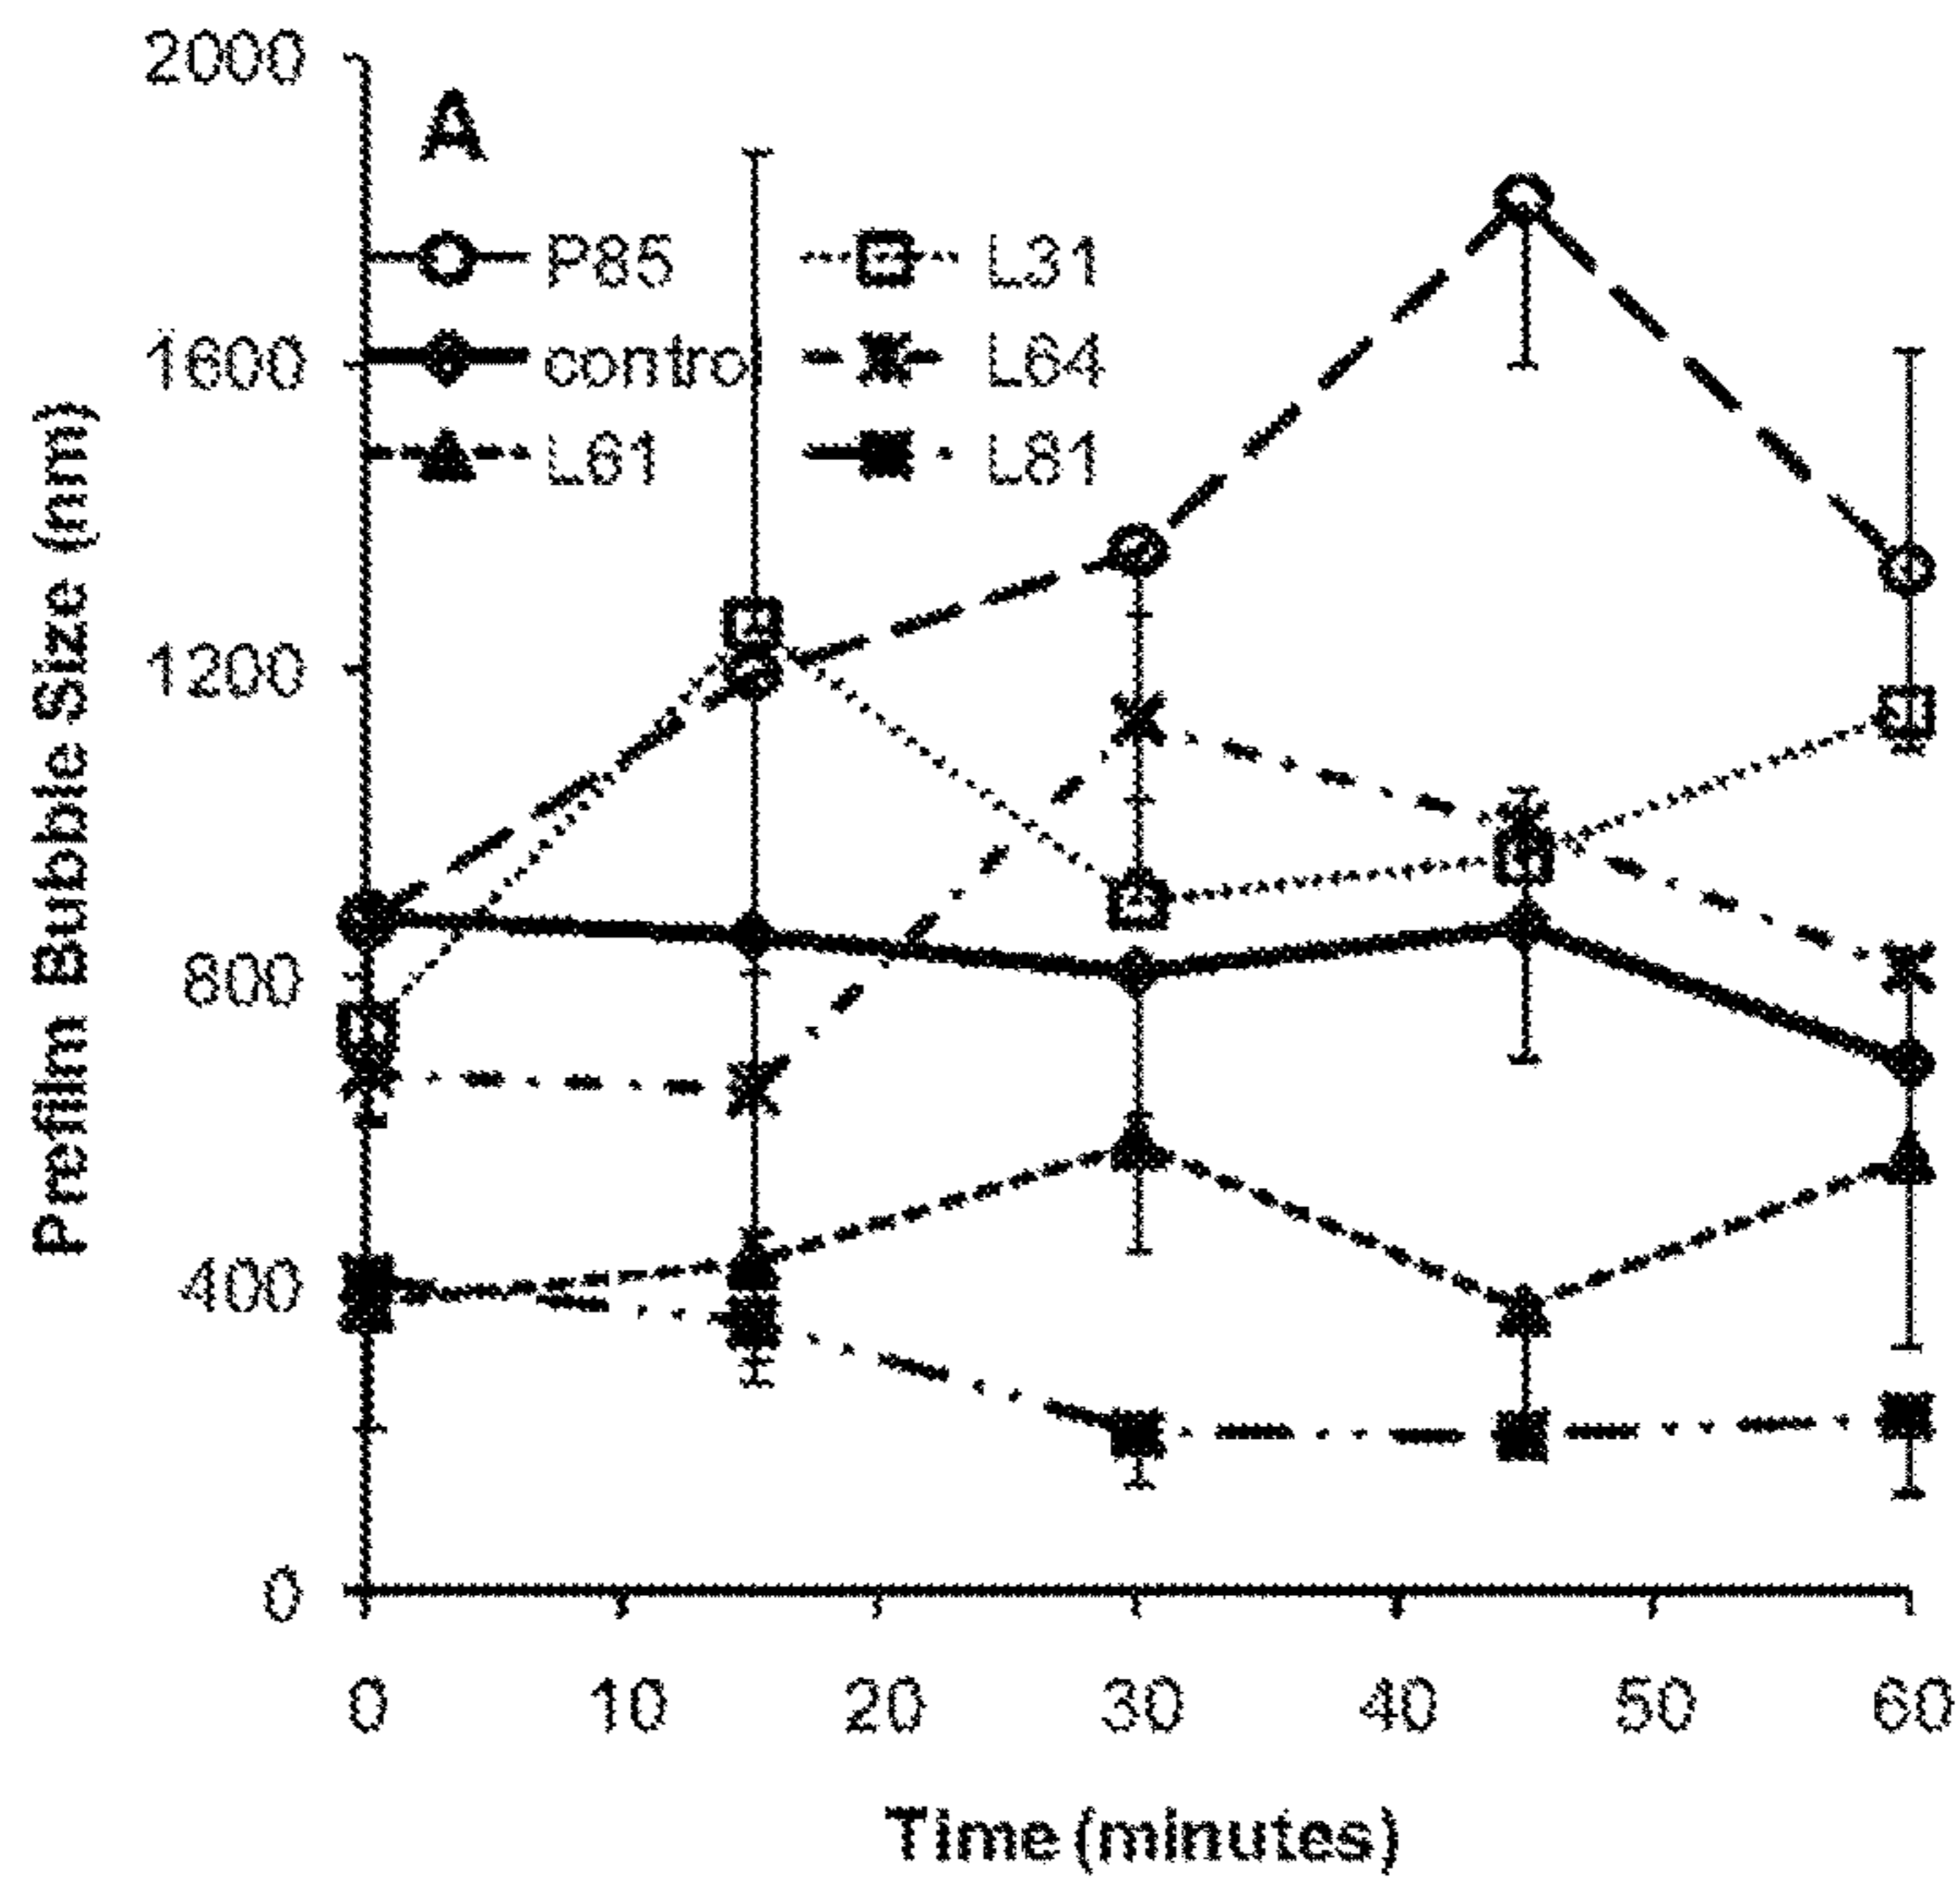 Prefilm Bubble Size (nm)
2000
1600
1200
800
400
0
A
P85 L31
control L64
L61 L81
0 10 20 30 40 50 60
Time (minutes)